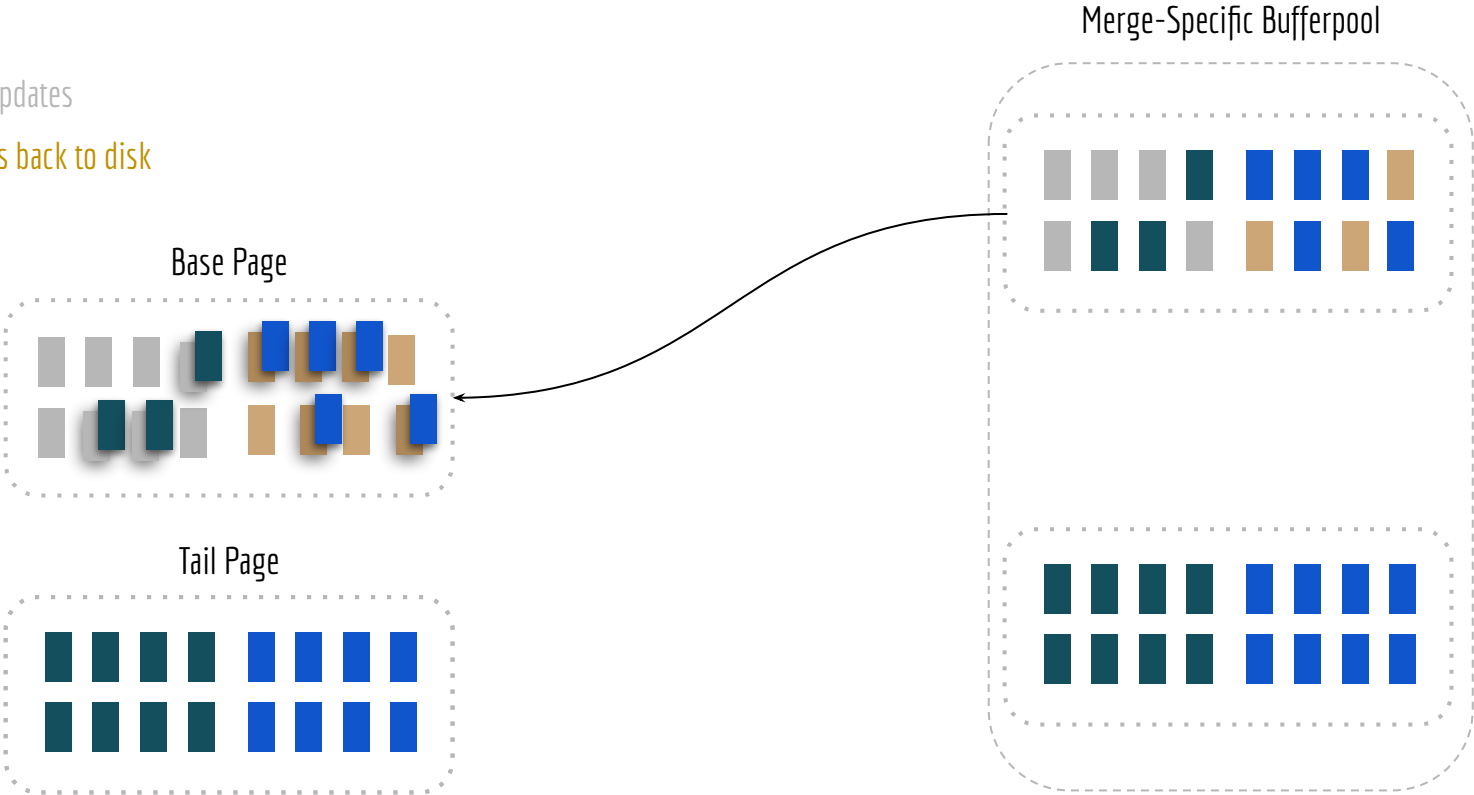 Merge-Specific Bufferpool
pdates
s back to disk
Base Page
Tail Page